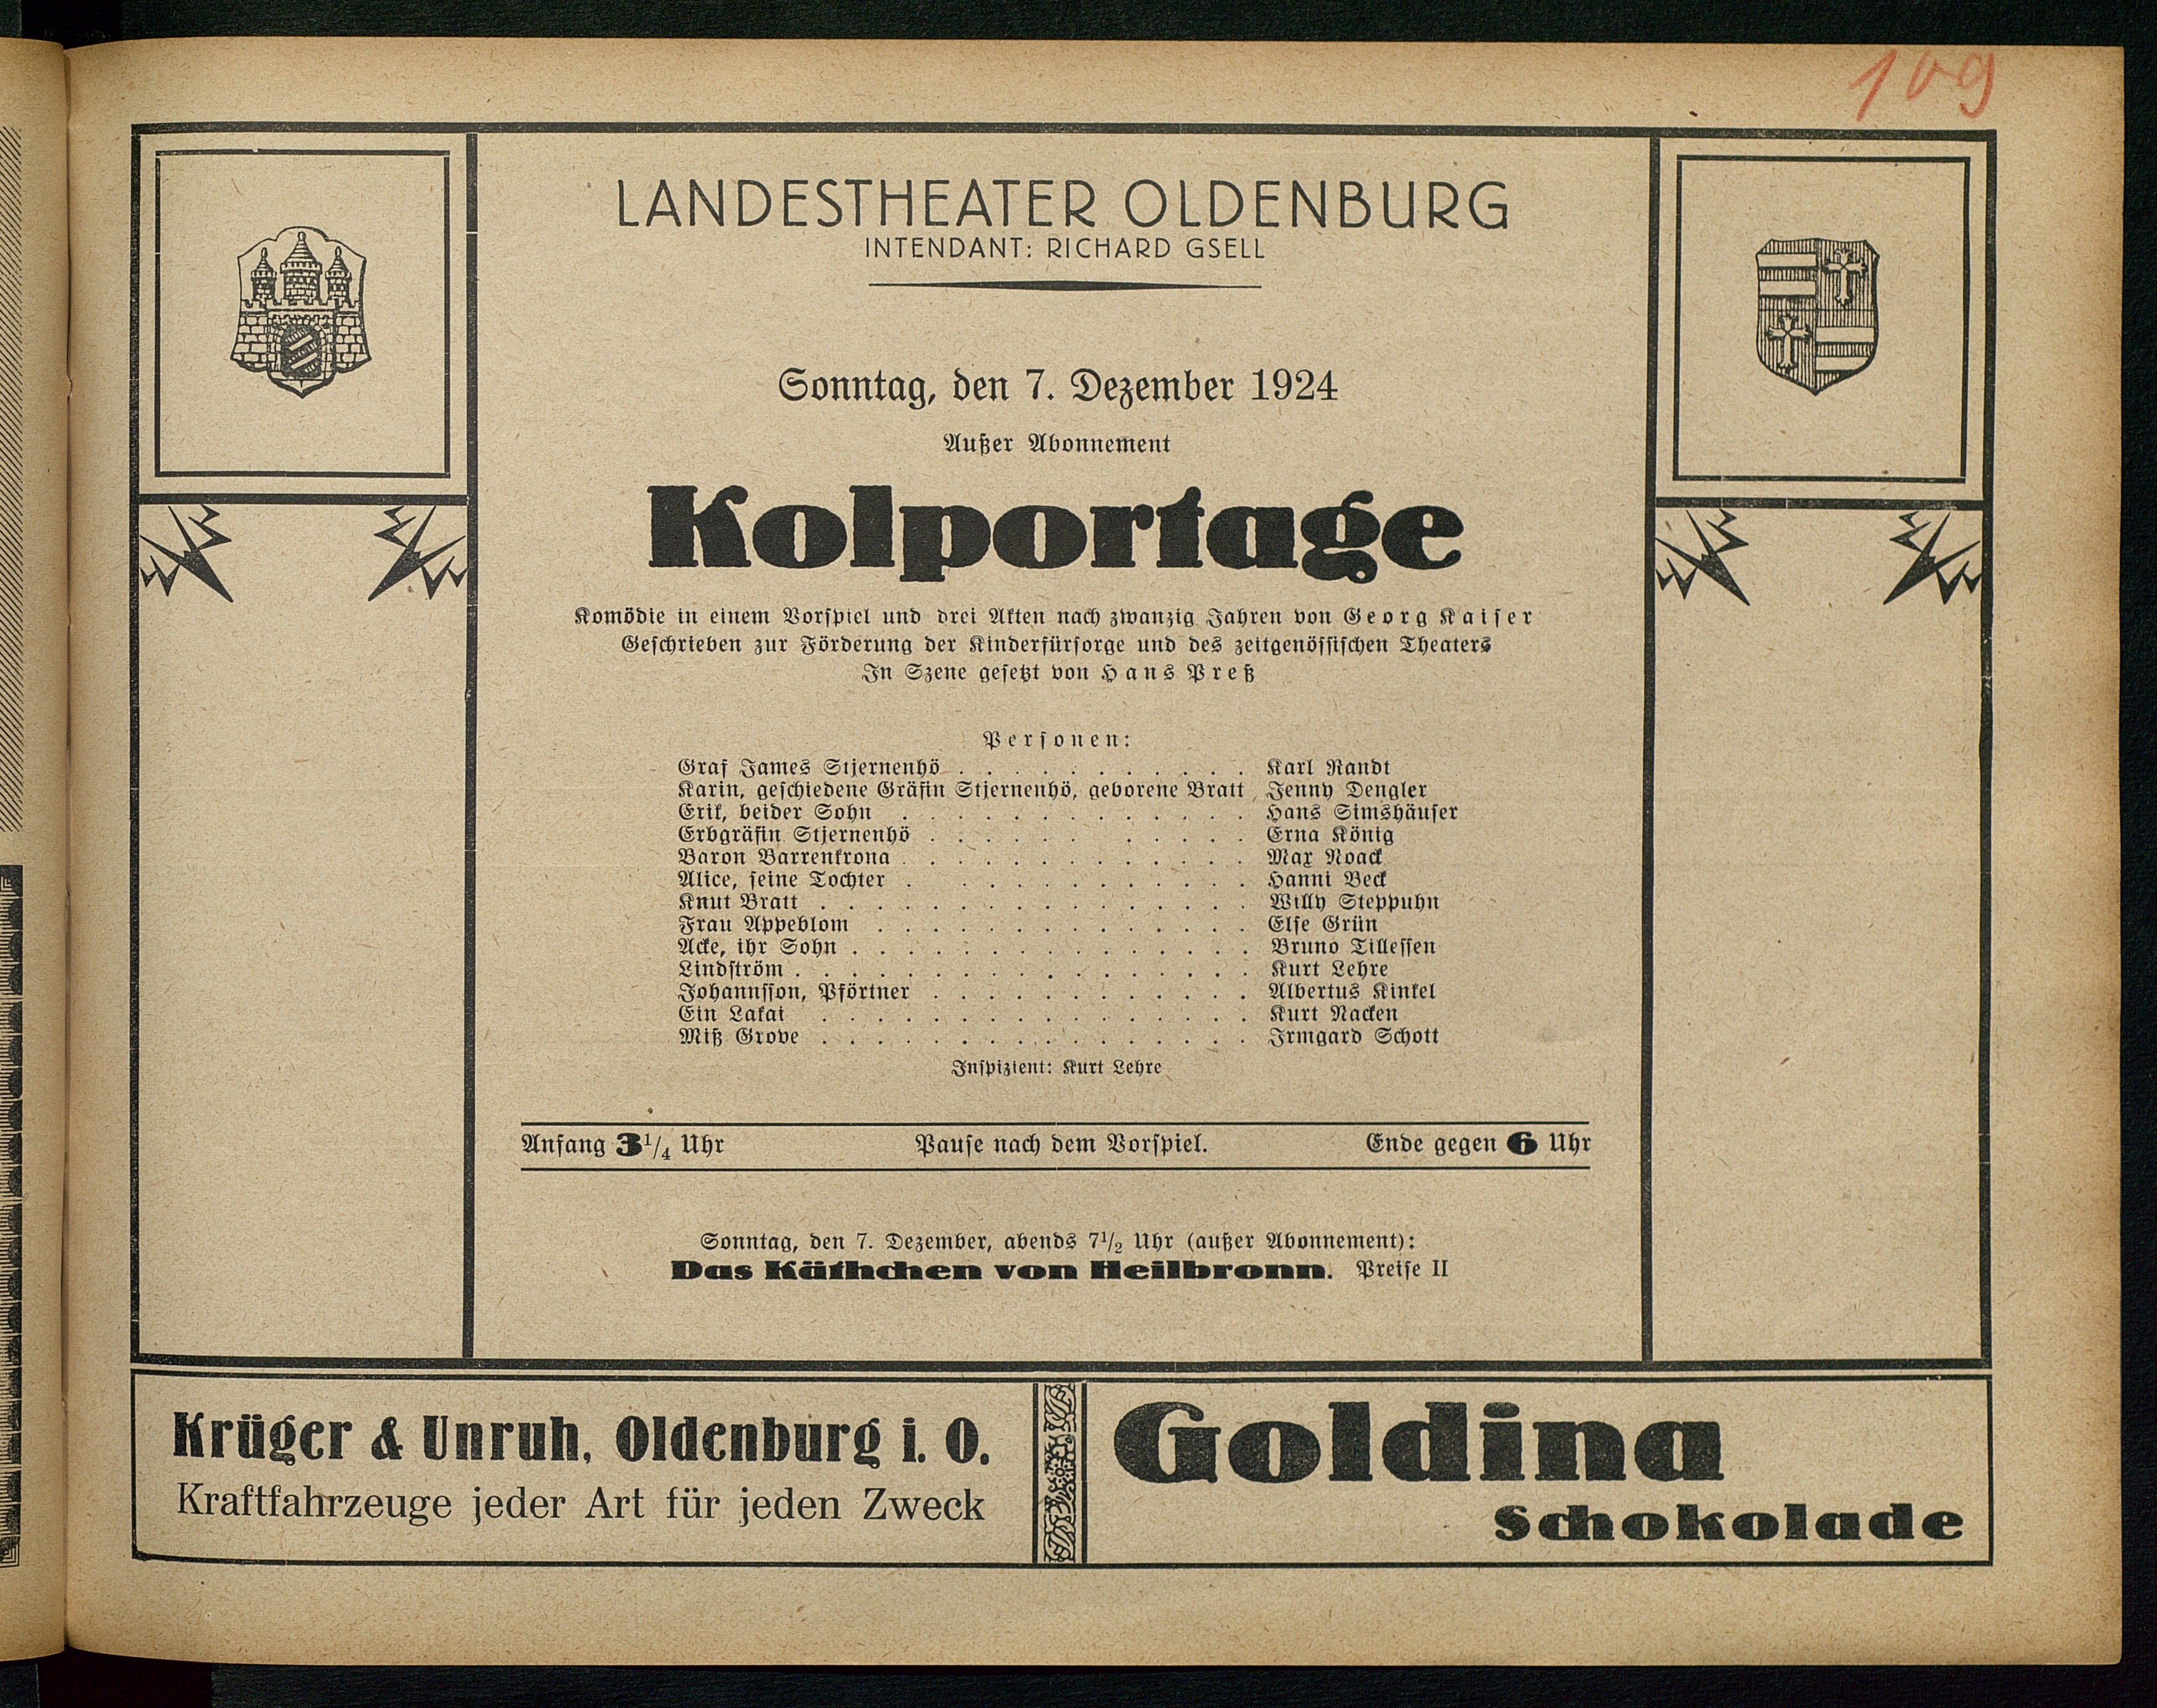 109
LANDESTHEATER OLDENBURG
INTENDANT: RICHARD GSELL
Sonntag, den 7. Dezember 1924
Außer Abonnement
Kolportage
Komödie in einem Vorspiel und drei Akten nach zwanzig Jahren von Georg Kaiser
Geschrieben zur Förderung der Kinderfürsorge und des zeitgenössischen Theaters
In Szene gesetzt von Hans Preß
Personen:
Graf James Stjernenhö . . . . . . . . . . . Karl Randt
Karin, geschiedene Gräfin Stjernenhö, geborene Bratt Jenny Dengler
Erik, beider Sohn . . . . . . . . . . . . . Hans Simshäuser
Erbgräfin Stjernenhö . . . . . . . . . . . Erna König
Baron Barrenkrona . . . . . . . . . . . . . Max Noack
Alice, seine Tochter . . . . . . . . . . . . Hanni Beck
Knut Bratt . . . . . . . . . . . . . . . . Willy Steppuhn
Frau Appeblom . . . . . . . . . . . . . . Else Grün
Acke, ihr Sohn . . . . . . . . . . . . . . . Bruno Tillessen
Lindström . . . . . . . . . . . . . . . . . Kurt Lehre
Johannsson, Pförtner . . . . . . . . . . . . Albertus Kinkel
Ein Lakai . . . . . . . . . . . . . . . . Kurt Nacken
Miß Grove . . . . . . . . . . . . . . . . Irmgard Schott
Inspizient: Kurt Lehre
Anfang 3 1/4 Uhr Pause nach dem Vorspiel. Ende gegen 6 Uhr
Sonntag, den 7. Dezember, abends 7 1/2 Uhr (außer Abonnement):
Das Käthchen von Heilbronn. Preise II
Krüger & Unruh, Oldenburg i. O.
Kraftfahrzeuge jeder Art für jeden Zweck
Goldina
Schokolade